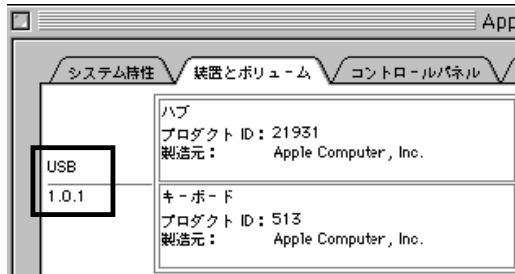 App
システム特性 装置とボリューム コントロールパネル
ハブ
プロダクト ID： 21931
製造元： Apple Computer, Inc.
USB
1.0.1
キーボード
プロダクト ID： 513
製造元： Apple Computer, Inc.